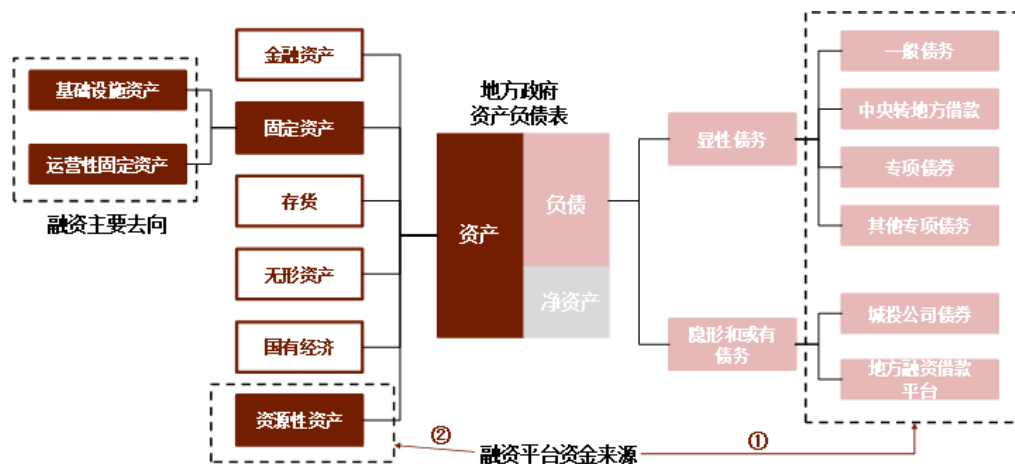 地方政府
资产负债表
基础设施资产
运营性固定资产
融资主要去向
金融资产
固定资产
存货
无形资产
国有经济
资源性资产
资产
负债
净资产
显性债务
隐形和或有
债务
一般债务
中央转地方借款
专项债券
其他专项债务
城投公司债券
地方融资借款
平台
②
融资平台资金来源
①